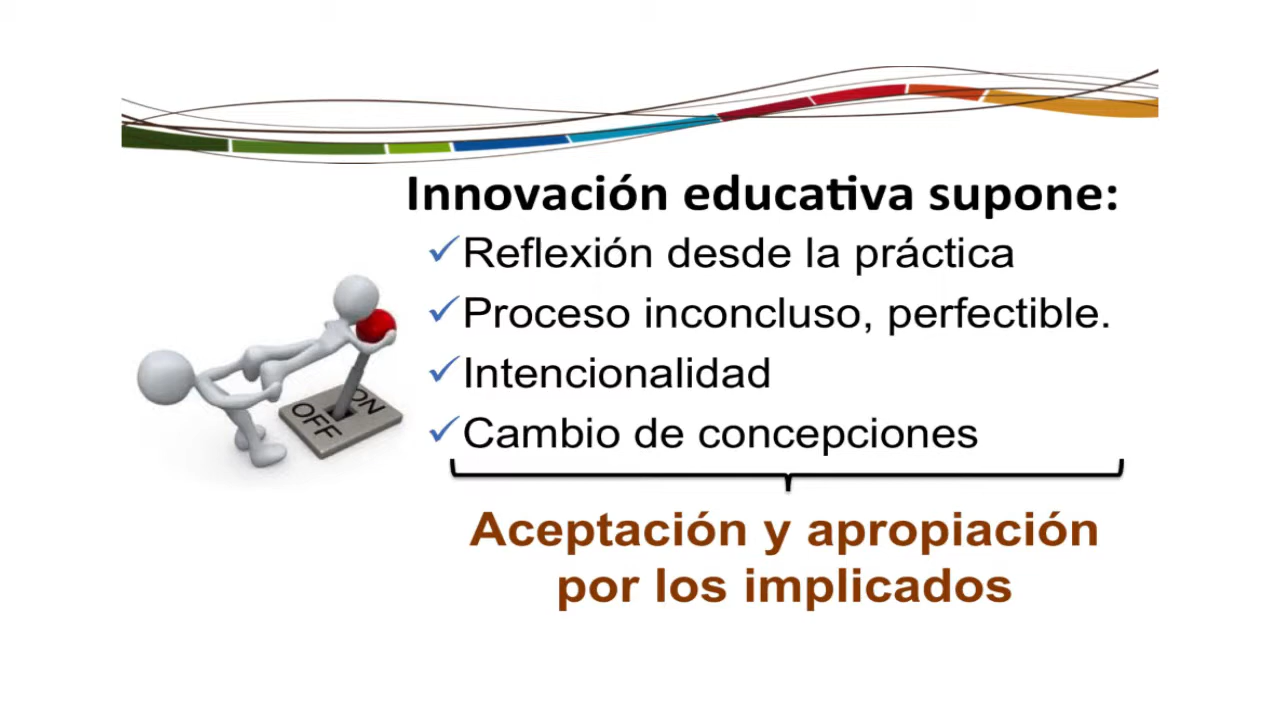 Innovación educativa supone:
✓Reflexión desde la práctica
✓Proceso inconcluso, perfectible.
✓Intencionalidad
✓Cambio de concepciones
ON
OFF
Aceptación y apropiación
por los implicados